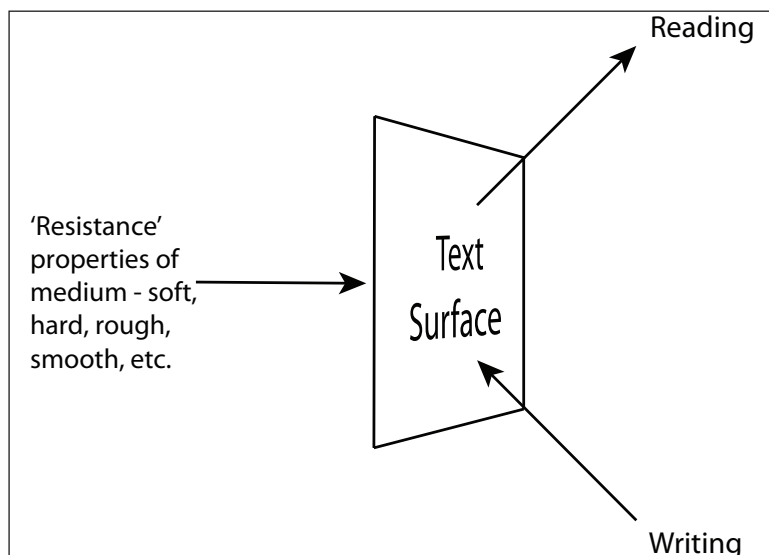 Reading
‘Resistance’
properties of
medium - soft,
hard, rough,
smooth, etc.
Text
Surface
Writing